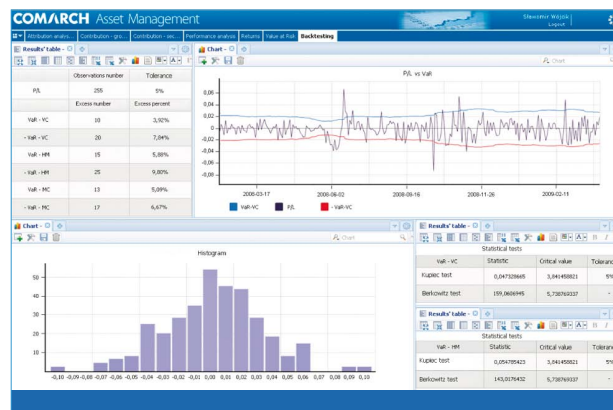 COMARCH Asset Management
Sławomir Wójcik
Logout
Attribution analys... Contribution - gro... Contribution - sec... Performance analysis Returns Value at Risk Backtesting
Results' table -
Observations number Tolerance
P/L 255 5%
Excess number Excess percent
VaR - VC 10 3,92%
- VaR - VC 20 7,84%
VaR - HM 15 5,88%
- VaR - HM 25 9,80%
VaR - MC 13 5,09%
- VaR - MC 17 6,67%
Chart -
Chart
P/L vs VaR
0,06
0,04
0,02
0
-0,02
-0,04
-0,06
-0,08
2008-03-17 2008-06-02 2008-09-16 2008-11-26 2009-02-11
VaR-VC P/L - VaR-VC
Chart -
Chart
Histogram
50
40
30
20
10
-0,10 -0,09 -0,08 -0,07 -0,06 -0,05 -0,04 -0,03 -0,02 -0,01 0,00 0,01 0,02 0,03 0,04 0,05 0,06 0,07 0,08 0,09 0,10
Results' table -
Statistical tests
VaR - VC Statistic Critical value Toleran
Kupiec test 0,047328665 3,841458821 5%
Berkowitz test 159,0606945 5,738769337 -
Results' table -
Statistical tests
VaR - HM Statistic Critical value Toleran
Kupiec test 0,054785423 3,841458821 5%
Berkowitz test 143,0176432 5,738769337 -